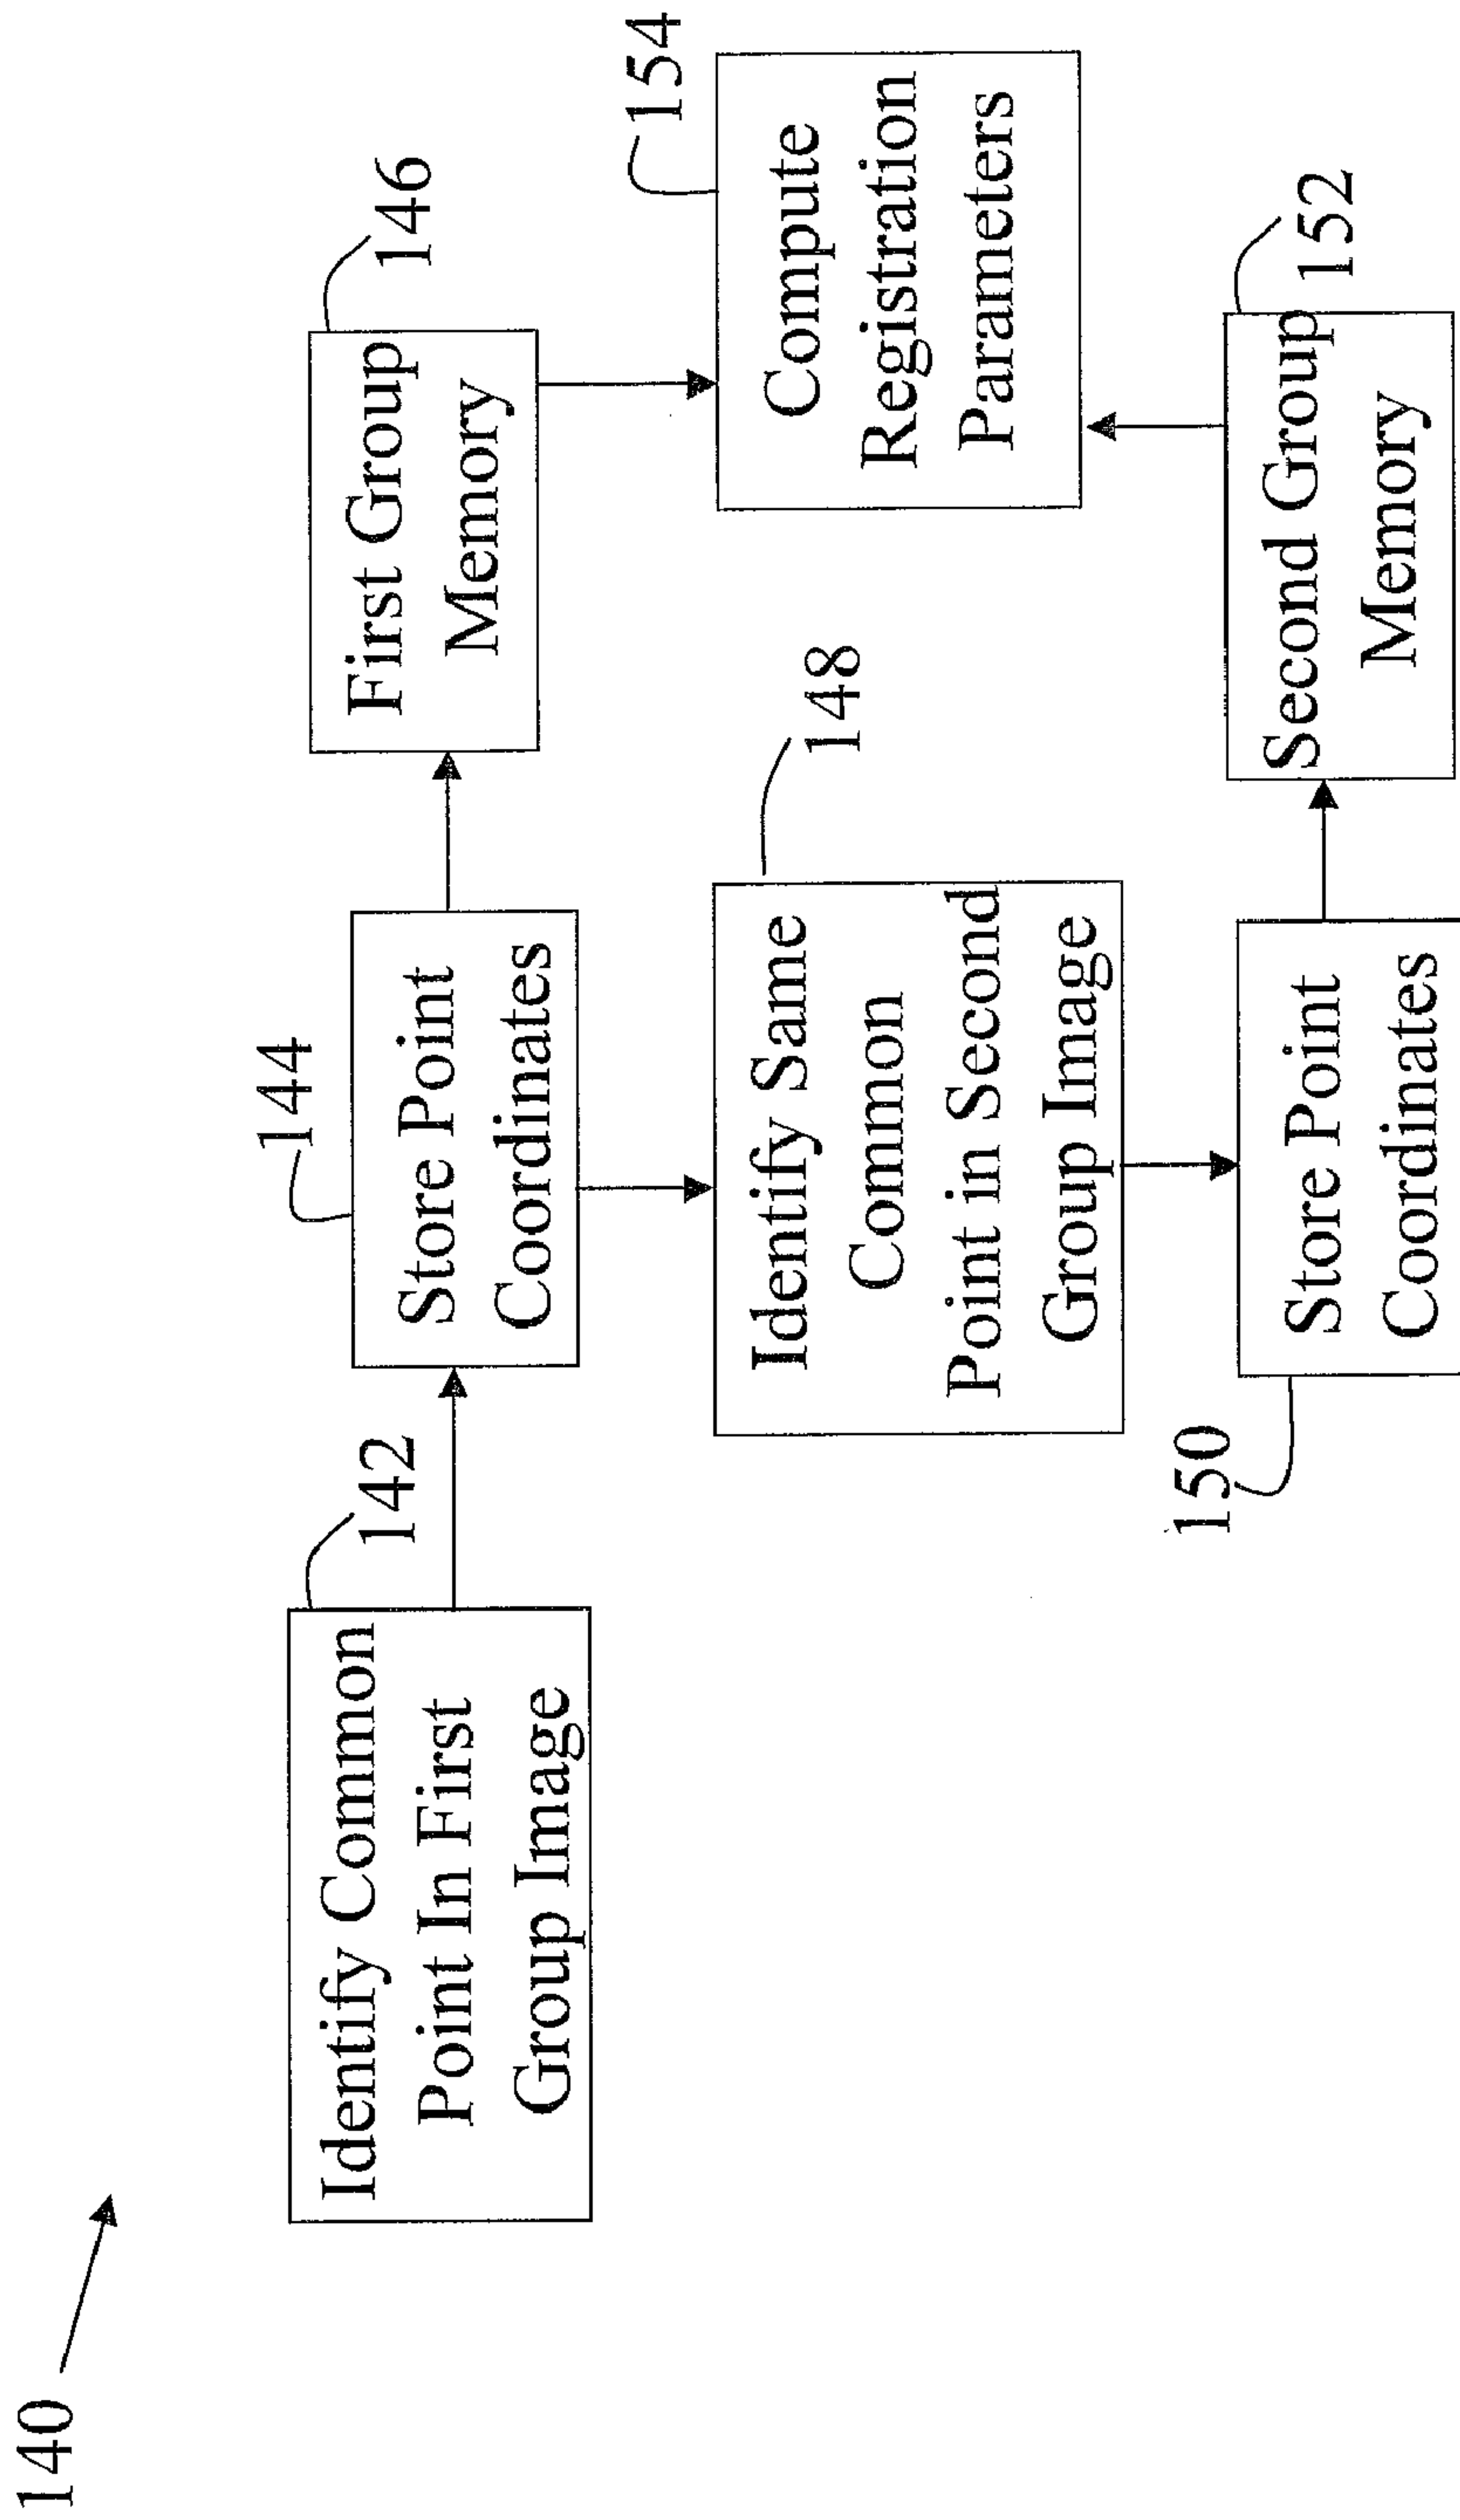 140
142
Identify Common
Point In First
Group Image
144
Store Point
Coordinates
146
First Group
Memory
148
Identify Same
Common
Point in Second
Group Image
150
Store Point
Coordinates
152
Second Group
Memory
154
Compute
Registration
Parameters